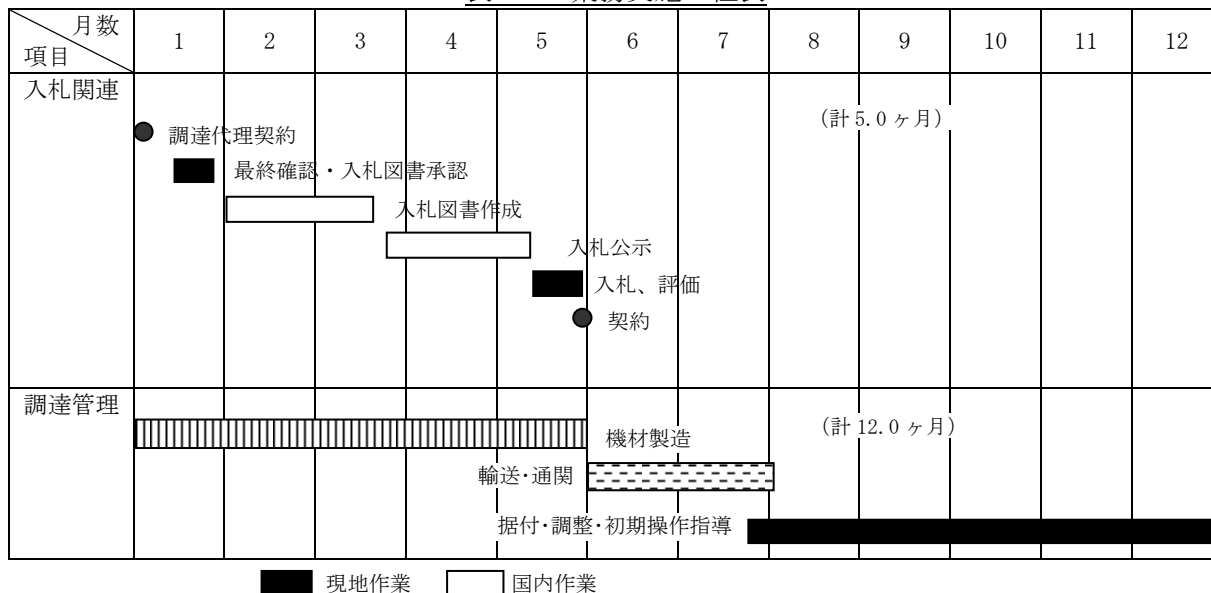 月数
項目
1 2 3 4 5 6 7 8 9 10 11 12
入札関連
(計 5.0 ヶ月)
調達代理契約
最終確認・入札図書承認
入札図書作成
入札公示
入札、評価
契約
調達管理
(計 12.0 ヶ月)
機材製造
輸送・通関
据付・調整・初期操作指導
現地作業 国内作業